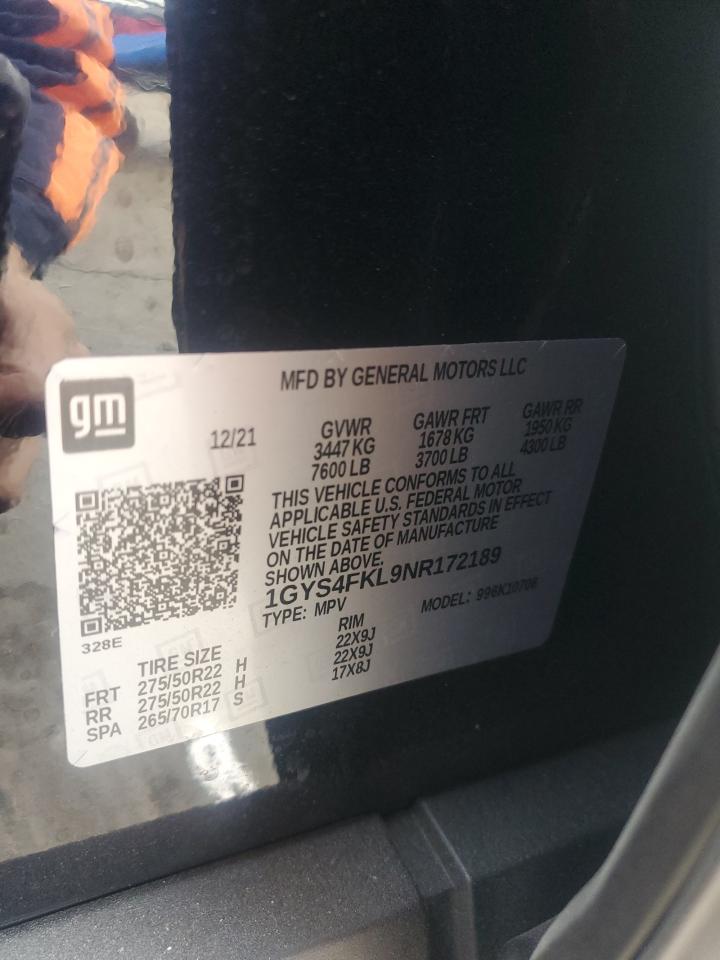 gm
MFD BY GENERAL MOTORS LLC
12/21
GVWR
3447 KG
7600 LB
GAWR FRT
1678 KG
3700 LB
GAWR RR
1950 KG
4300 LB
THIS VEHICLE CONFORMS TO ALL
APPLICABLE U.S. FEDERAL MOTOR
VEHICLE SAFETY STANDARDS IN EFFECT
ON THE DATE OF MANUFACTURE
SHOWN ABOVE.
1GYS4FKL9NR172189
TYPE: MPV
MODEL: 996K10706
328E
TIRE SIZE RIM
FRT 275/50R22 H 22X9J
RR 275/50R22 H 22X9J
SPA 265/70R17 S 17X8J